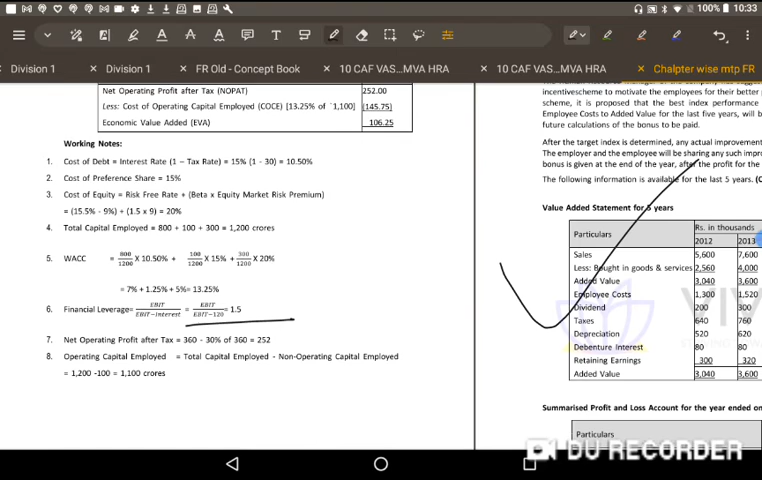 100% 10:33
Division 1 × Division 1 × FR Old - Concept Book × 10 CAF VAS...MVA HRA × 10 CAF VAS...MVA HRA × Chalpter wise mtp FR
Net Operating Profit after Tax (NOPAT) 252.00
Less: Cost of Operating Capital Employed (COCE) [13.25% of `1,100] (145.75)
Economic Value Added (EVA) 106.25
Working Notes:
1. Cost of Debt = Interest Rate (1 – Tax Rate) = 15% (1 - 30) = 10.50%
2. Cost of Preference Share = 15%
3. Cost of Equity = Risk Free Rate + (Beta x Equity Market Risk Premium)
= (15.5% - 9%) + (1.5 x 9) = 20%
4. Total Capital Employed = 800 + 100 + 300 = 1,200 crores
5. WACC = 800/1200 X 10.50% + 100/1200 X 15% + 300/1200 X 20%
= 7% + 1.25% + 5%= 13.25%
6. Financial Leverage= EBIT/EBIT-Interest = EBIT/EBIT-120 = 1.5
7. Net Operating Profit after Tax = 360 - 30% of 360 = 252
8. Operating Capital Employed = Total Capital Employed - Non-Operating Capital Employed
= 1,200 -100 = 1,100 crores
incentivescheme to motivate the employees for their better
scheme, it is proposed that the best index performance
Employee Costs to Added Value for the last five years, will b
future calculations of the bonus to be paid.
After the target index is determined, any actual improvement
The employer and the employee will be sharing any such impro
bonus is given at the end of the year, after the profit for the
The following information is available for the last 5 years. (
Value Added Statement for 5 years
Particulars Rs. in thousands
2012 2013
Sales 5,600 7,600
Less: Bought in goods & services 2,560 4,000
Added Value 3,040 3,600
Employee Costs 1,300 1,520
Dividend 200 300
Taxes 640 760
Depreciation 520 620
Debenture Interest 80 80
Retaining Earnings 300 320
Added Value 3,040 3,600
Summarised Profit and Loss Account for the year ended on
Particulars
DU RECORDER